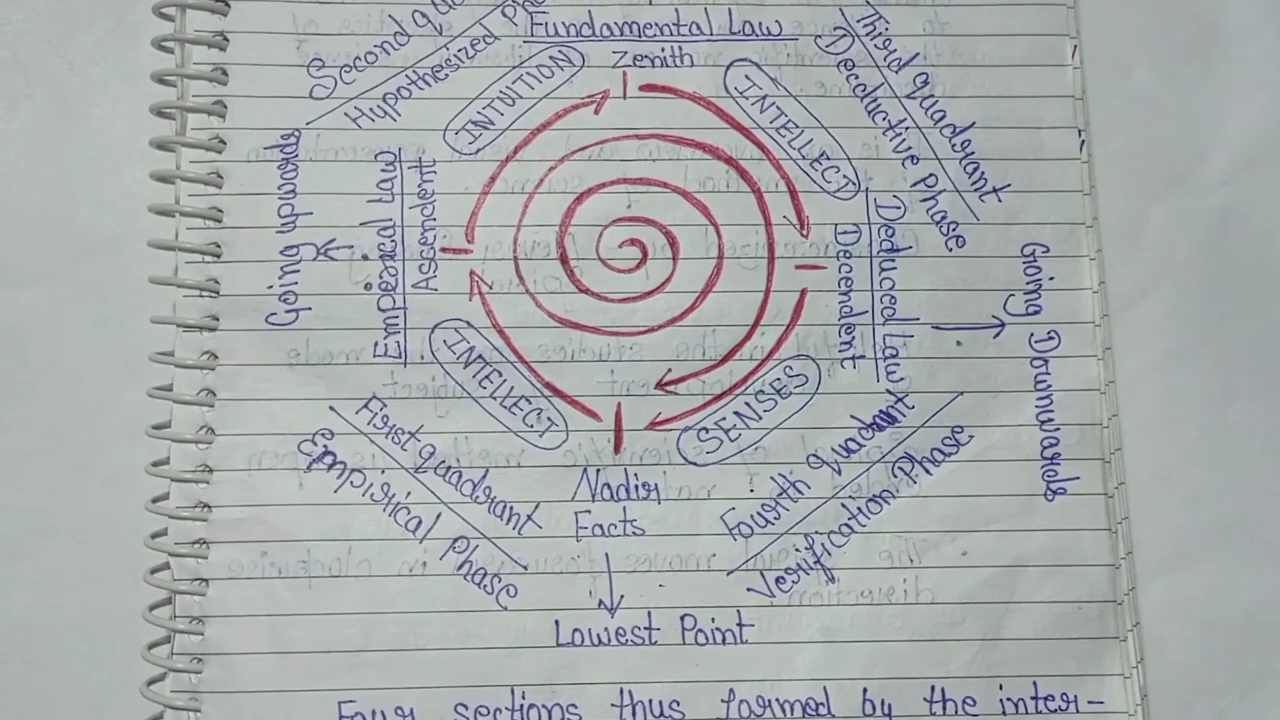 Second
Hypothesized
Fundamental Law
Zenith
Third quadrant
Deductive Phase
INTUITION
INTELLECT
Going upwards
Emperical Law
Assendent
Deduced Law
Decendent
Going Downwards
INTELLECT
SENSES
First quadrant
Empirical Phase
Nadir
Facts
Fourth Quadrant
Verification Phase
Lowest Point
Four sections thus formed by the inter-